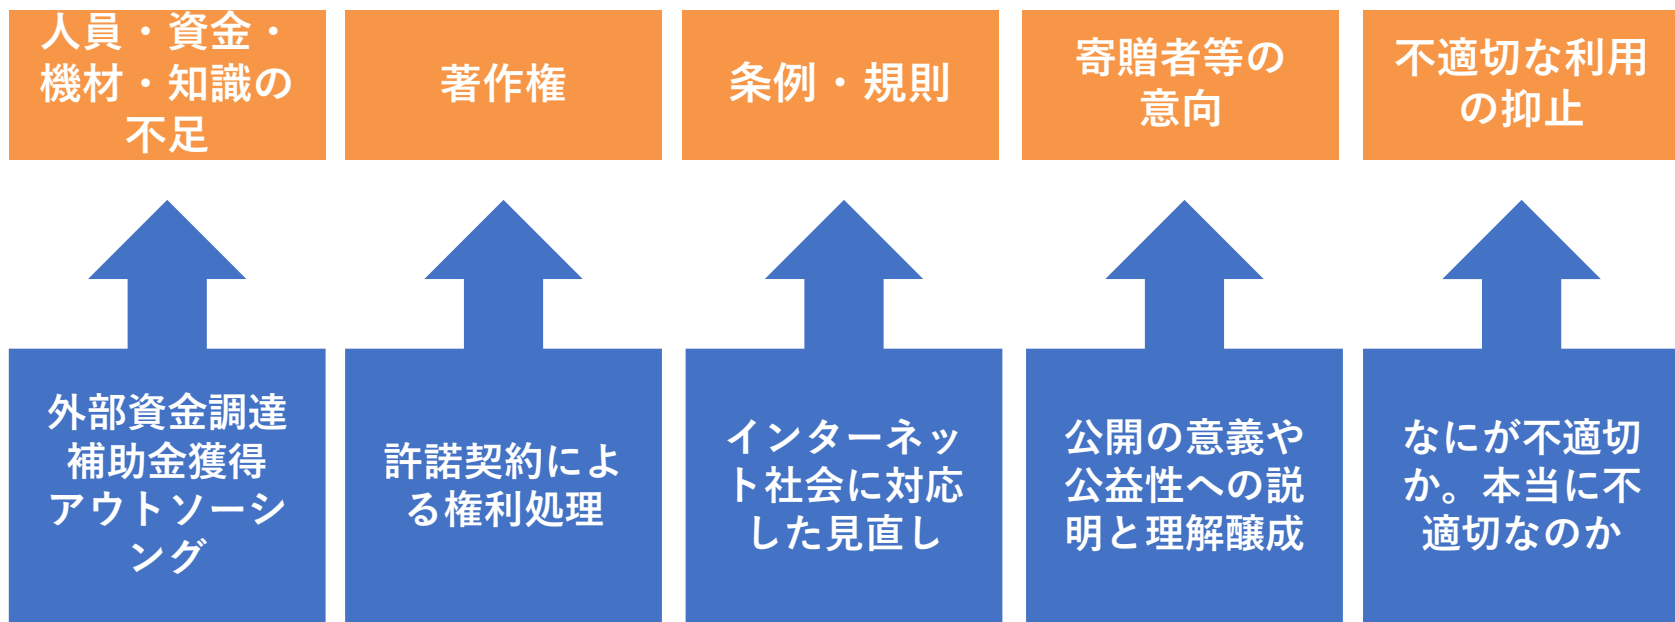 人員・資金・
機材・知識の
不足
著作権
条例・規則
寄贈者等の
意向
不適切な利用
の抑止
外部資金調達
補助金獲得
アウトソーシ
ング
許諾契約によ
る権利処理
インターネッ
ト社会に対応
した見直し
公開の意義や
公益性への説
明と理解醸成
なにが不適切
か。本当に不
適切なのか